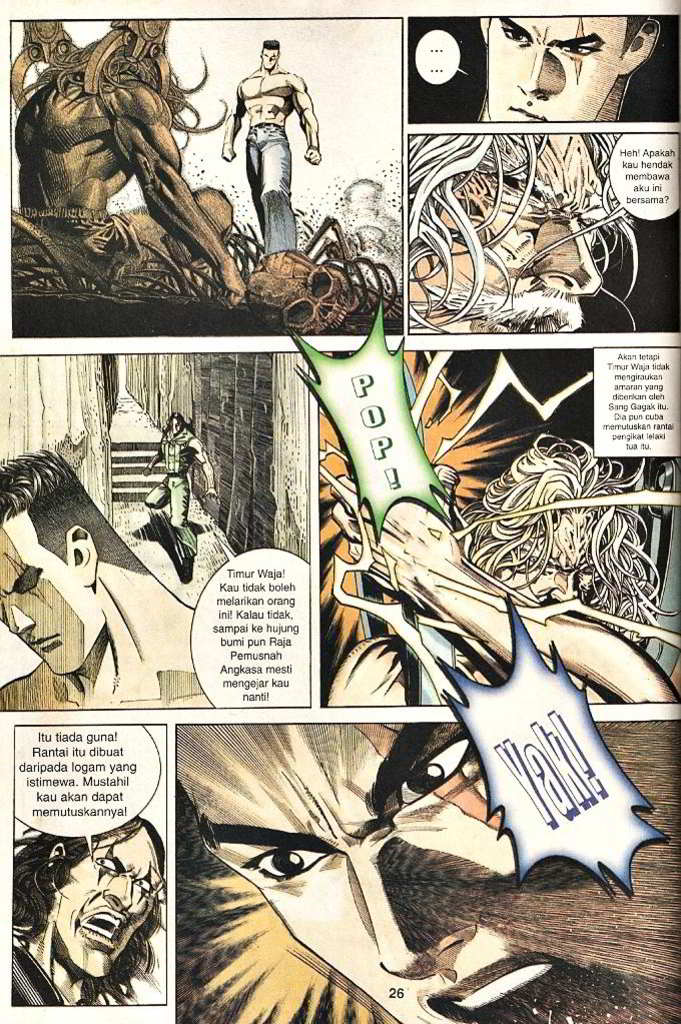 ...
...
Heh! Apakah
kau hendak
membawa
aku ini
bersama?
Akan tetapi
Timur Waja tidak
mengiraukan
amaran yang
diberikan oleh
Sang Gagak itu.
Dia pun cuba
memutuskan rantai
pengikat lelaki
tua itu.
POP!
Timur Waja!
Kau tidak boleh
melarikan orang
ini! Kalau tidak,
sampai ke hujung
bumi pun Raja
Pemusnah
Angkasa mesti
mengejar kau
nanti!
Itu tiada guna!
Rantai itu dibuat
daripada logam yang
istimewa. Mustahil
kau akan dapat
memutuskannya!
Yak!
26